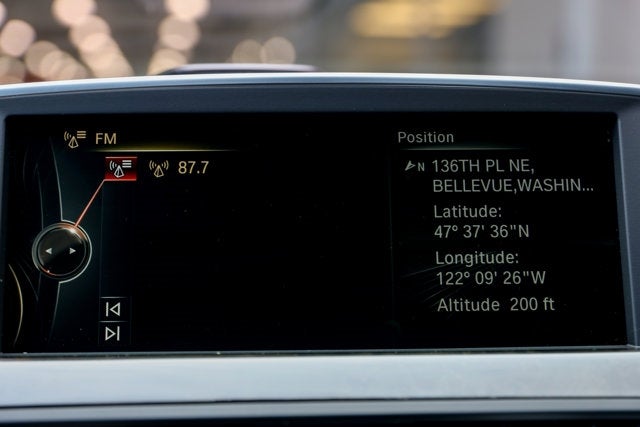 FM
87.7
Position
N 136TH PL NE,
BELLEVUE,WASHIN...
Latitude:
47° 37' 36"N
Longitude:
122° 09' 26"W
Altitude 200 ft